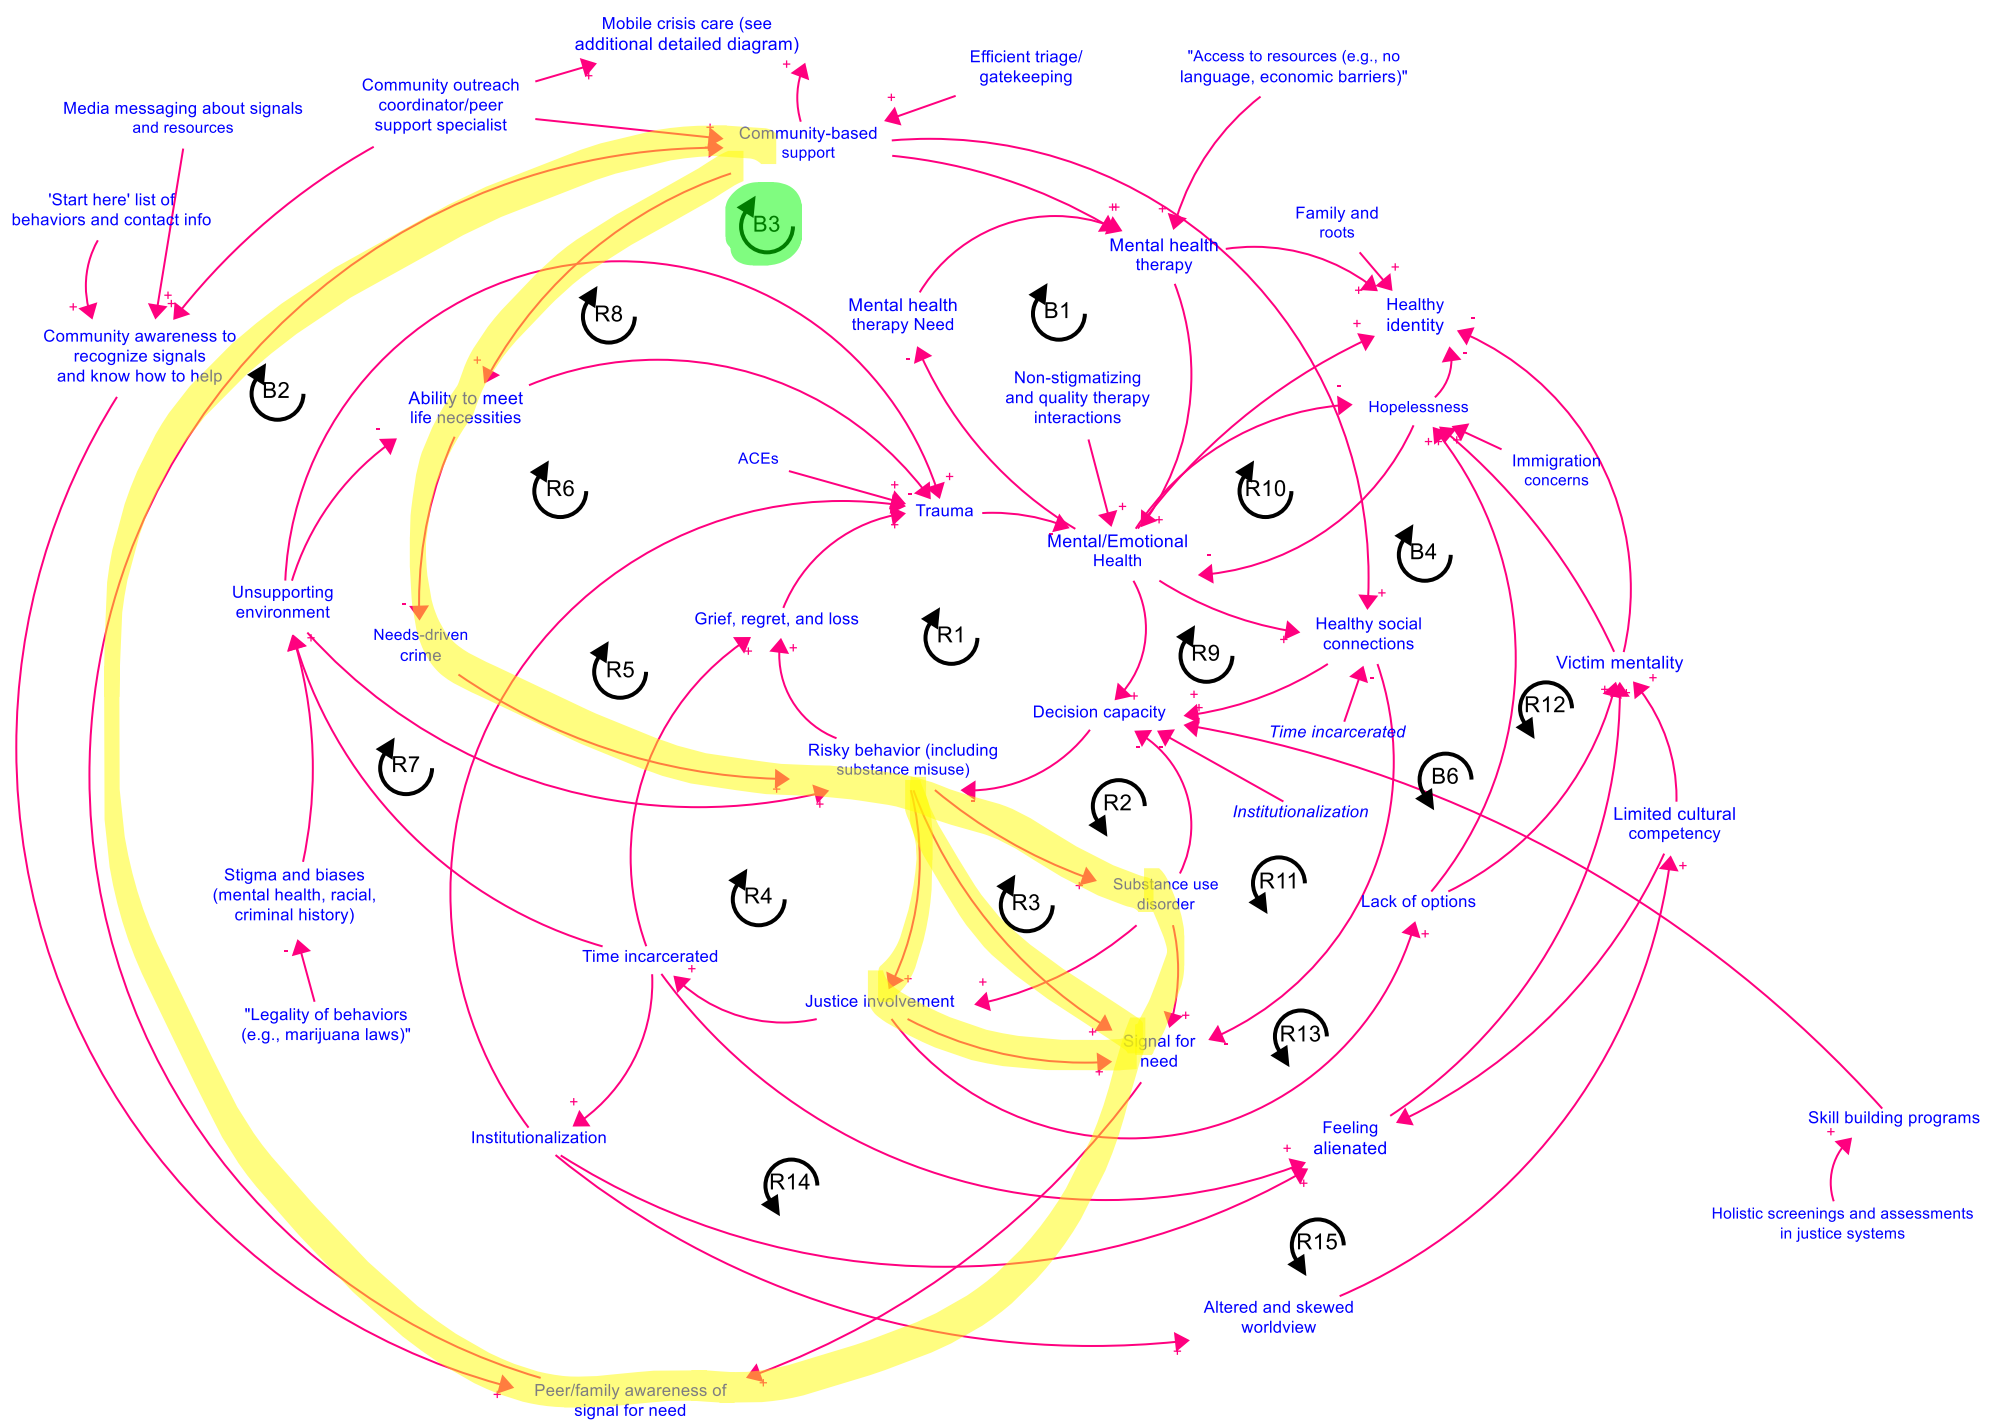 Mobile crisis care (see
additional detailed diagram)
Efficient triage/
gatekeeping
"Access to resources (e.g., no
language, economic barriers)"
Community outreach
coordinator/peer
support specialist
Media messaging about signals
and resources
Community-based
support
'Start here' list of
behaviors and contact info
B3
Family and
roots
Mental health
therapy
Healthy
identity
Mental health
therapy Need
B1
R8
Community awareness to
recognize signals
and know how to help
B2
Non-stigmatizing
and quality therapy
interactions
Ability to meet
life necessities
Hopelessness
ACEs
Immigration
concerns
R6
R10
Trauma
Mental/Emotional
Health
B4
Unsupporting
environment
Grief, regret, and loss
Needs-driven
crime
R1
Healthy social
connections
R5
R9
Victim mentality
Decision capacity
R12
Time incarcerated
Risky behavior (including
substance misuse)
R7
B6
R2
Institutionalization
Limited cultural
competency
Stigma and biases
(mental health, racial,
criminal history)
R4
R3
Substance use
disorder
R11
Lack of options
Time incarcerated
Justice involvement
"Legality of behaviors
(e.g., marijuana laws)"
Signal for
need
R13
Institutionalization
Feeling
alienated
Skill building programs
R14
Holistic screenings and assessments
in justice systems
R15
Altered and skewed
worldview
Peer/family awareness of
signal for need